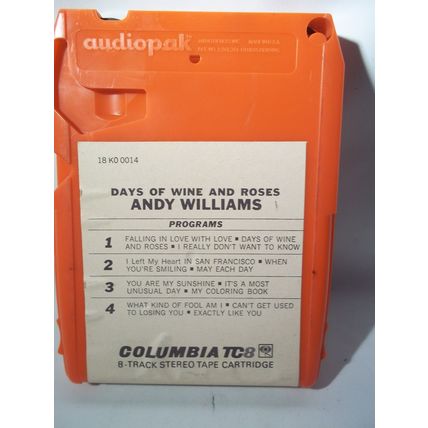 audiopak
18 KO 0014
DAYS OF WINE AND ROSES
ANDY WILLIAMS
PROGRAMS
1 FALLING IN LOVE WITH LOVE ▪ DAYS OF WINE
AND ROSES ▪ I REALLY DON'T WANT TO KNOW
2 I Left My Heart IN SAN FRANCISCO ▪ WHEN
YOU'RE SMILING ▪ MAY EACH DAY
3 YOU ARE MY SUNSHINE ▪ IT'S A MOST
UNUSUAL DAY ▪ MY COLORING BOOK
4 WHAT KIND OF FOOL AM I ▪ CAN'T GET USED
TO LOSING YOU ▪ EXACTLY LIKE YOU
COLUMBIA TC8
8-TRACK STEREO TAPE CARTRIDGE